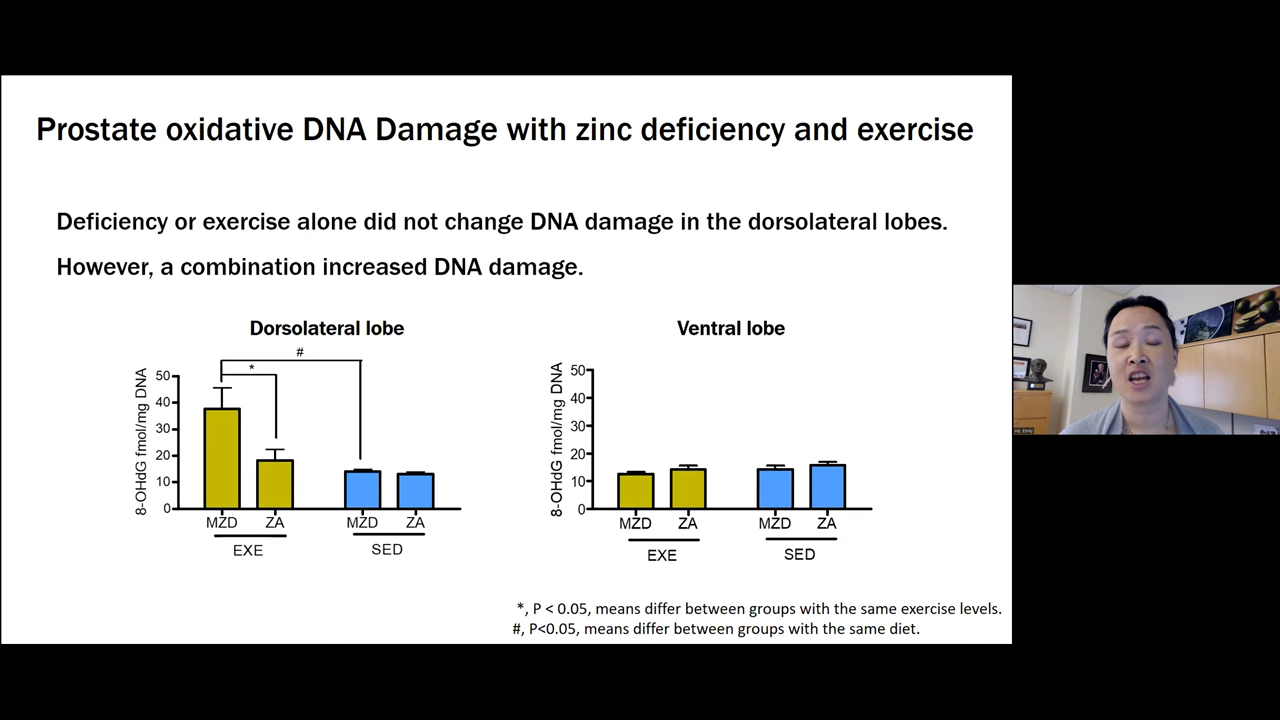 Prostate oxidative DNA Damage with zinc deficiency and exercise
Deficiency or exercise alone did not change DNA damage in the dorsolateral lobes.
However, a combination increased DNA damage.
Dorsolateral lobe
#
*
8-OHdG fmol/mg DNA
50
40
30
20
10
0
MZD ZA MZD ZA
EXE SED
Ventral lobe
8-OHdG fmol/mg DNA
50
40
30
20
10
0
MZD ZA MZD ZA
EXE SED
*, P < 0.05, means differ between groups with the same exercise levels.
#, P<0.05, means differ between groups with the same diet.
Ho, Emily